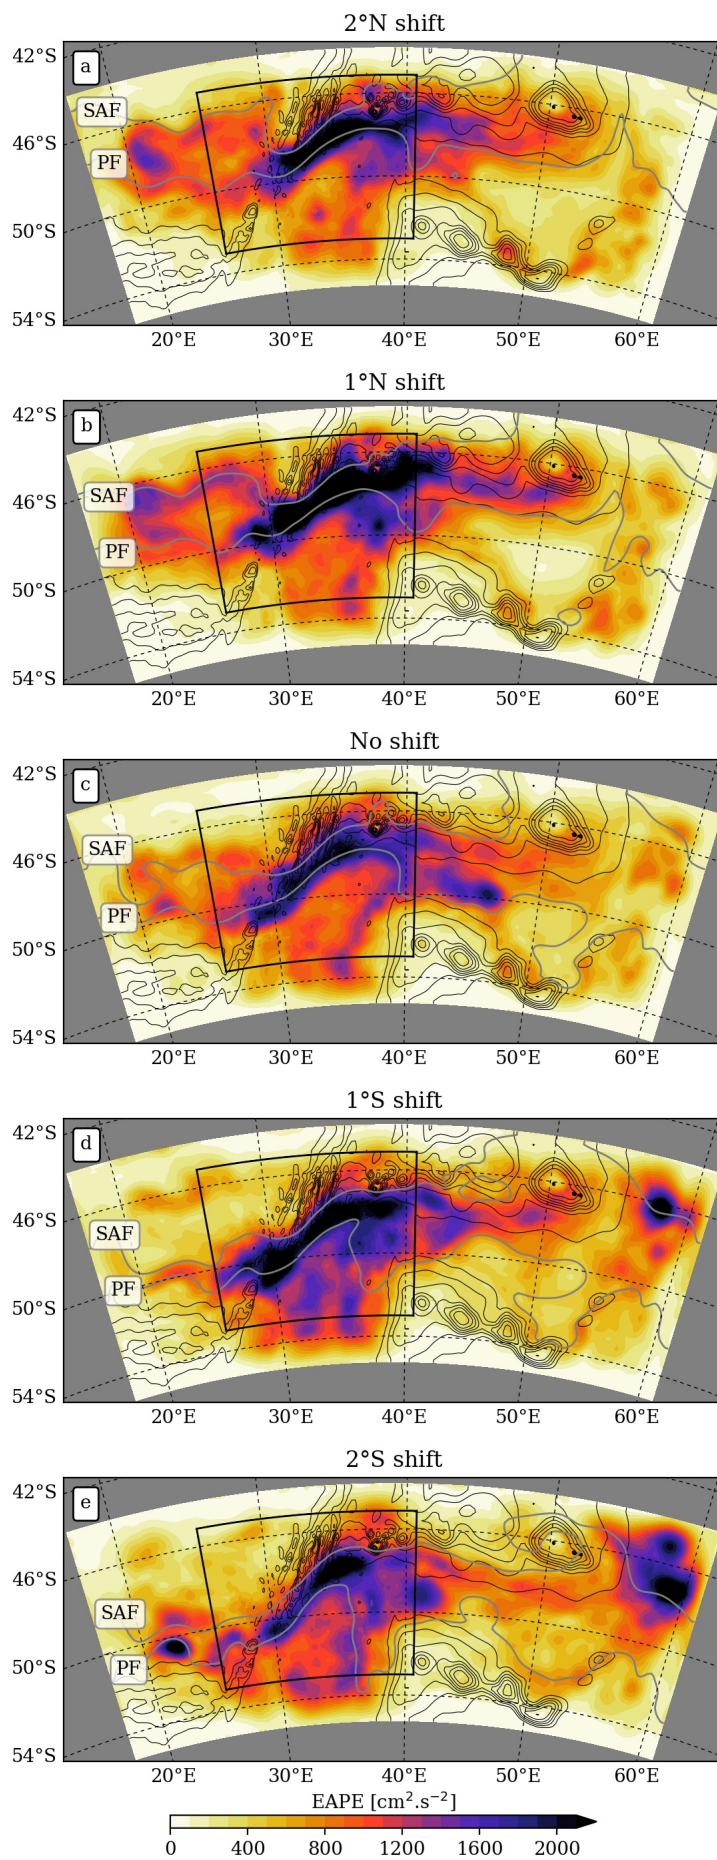 2°N shift
a
42°S
SAF
46°S
PF
50°S
54°S
20°E 30°E 40°E 50°E 60°E
1°N shift
b
42°S
SAF
46°S
PF
50°S
54°S
20°E 30°E 40°E 50°E 60°E
No shift
c
42°S
SAF
46°S
PF
50°S
54°S
20°E 30°E 40°E 50°E 60°E
1°S shift
d
42°S
46°S
SAF
PF
50°S
54°S
20°E 30°E 40°E 50°E 60°E
2°S shift
e
42°S
46°S
SAF
PF
50°S
54°S
20°E 30°E 40°E 50°E 60°E
EAPE [cm².s⁻²]
0 400 800 1200 1600 2000